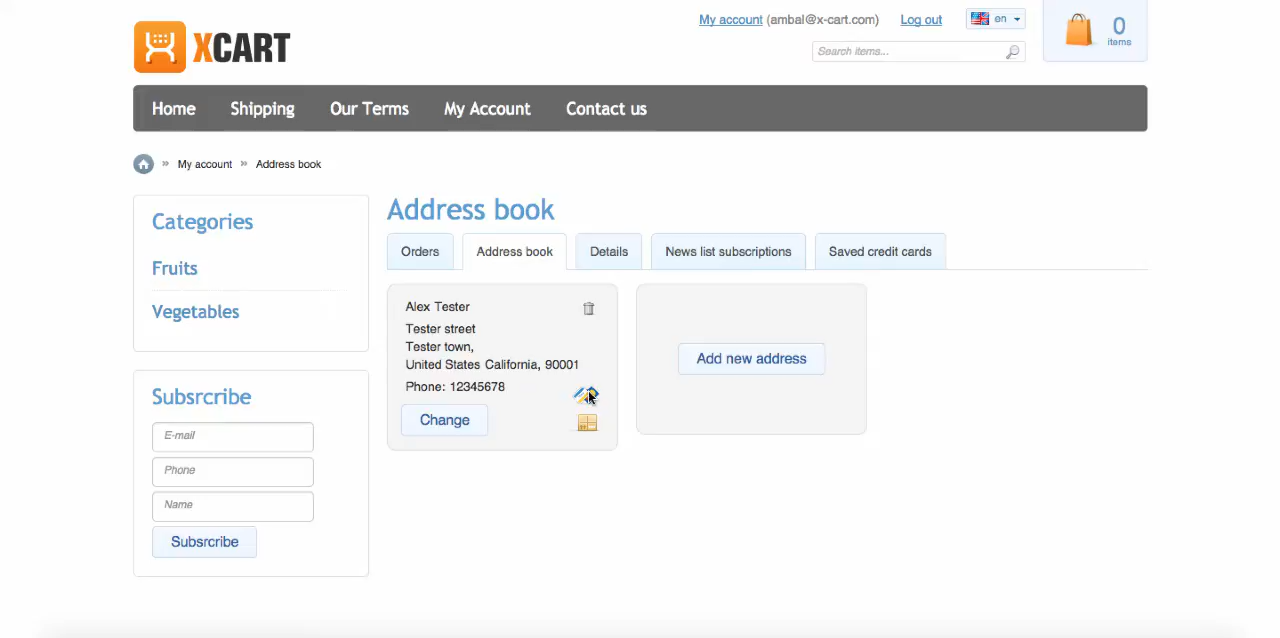 XCART
My account (ambal@x-cart.com) Log out en
Search items...
0
items
Home Shipping Our Terms My Account Contact us
» My account » Address book
Categories
Fruits
Vegetables
Subsrcribe
E-mail
Phone
Name
Subsrcribe
Address book
Orders Address book Details News list subscriptions Saved credit cards
Alex Tester
Tester street
Tester town,
United States California, 90001
Phone: 12345678
Change
Add new address